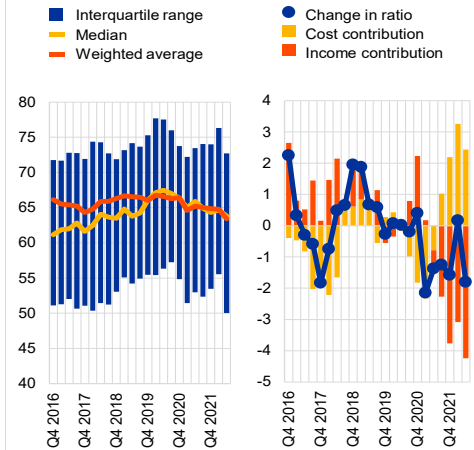 Interquartile range
Median
Weighted average
Change in ratio
Cost contribution
Income contribution
80
75
70
65
60
55
50
45
40
Q4 2016
Q4 2017
Q4 2018
Q4 2019
Q4 2020
Q4 2021
4
3
2
1
0
-1
-2
-3
-4
-5
Q4 2016
Q4 2017
Q4 2018
Q4 2019
Q4 2020
Q4 2021